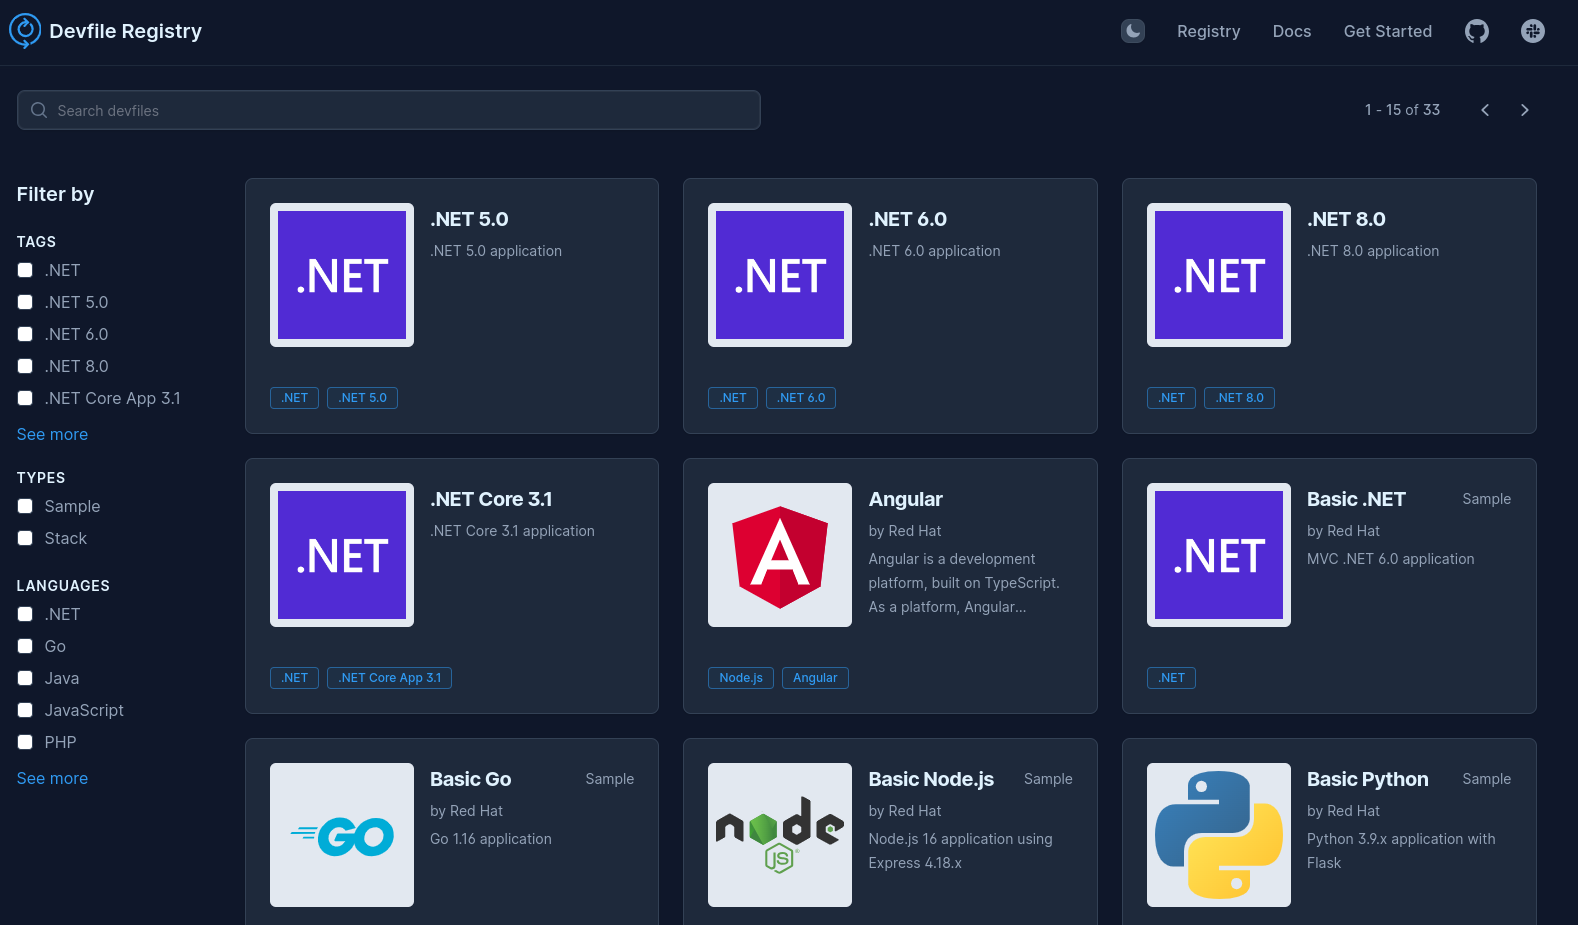 Devfile Registry
Registry
Docs
Get Started
Search devfiles
1 - 15 of 33
Filter by
TAGS
.NET
.NET 5.0
.NET 6.0
.NET 8.0
.NET Core App 3.1
See more
TYPES
Sample
Stack
LANGUAGES
.NET
Go
Java
JavaScript
PHP
See more
.NET
.NET 5.0
.NET 5.0 application
.NET
.NET 5.0
.NET
.NET 6.0
.NET 6.0 application
.NET
.NET 6.0
.NET
.NET 8.0
.NET 8.0 application
.NET
.NET 8.0
.NET
.NET Core 3.1
.NET Core 3.1 application
.NET
.NET Core App 3.1
A
Angular
by Red Hat
Angular is a development
platform, built on TypeScript.
As a platform, Angular...
Node.js
Angular
.NET
Basic .NET
Sample
by Red Hat
MVC .NET 6.0 application
.NET
GO
Basic Go
Sample
by Red Hat
Go 1.16 application
node
JS
Basic Node.js
Sample
by Red Hat
Node.js 16 application using
Express 4.18.x
Basic Python
Sample
by Red Hat
Python 3.9.x application with
Flask